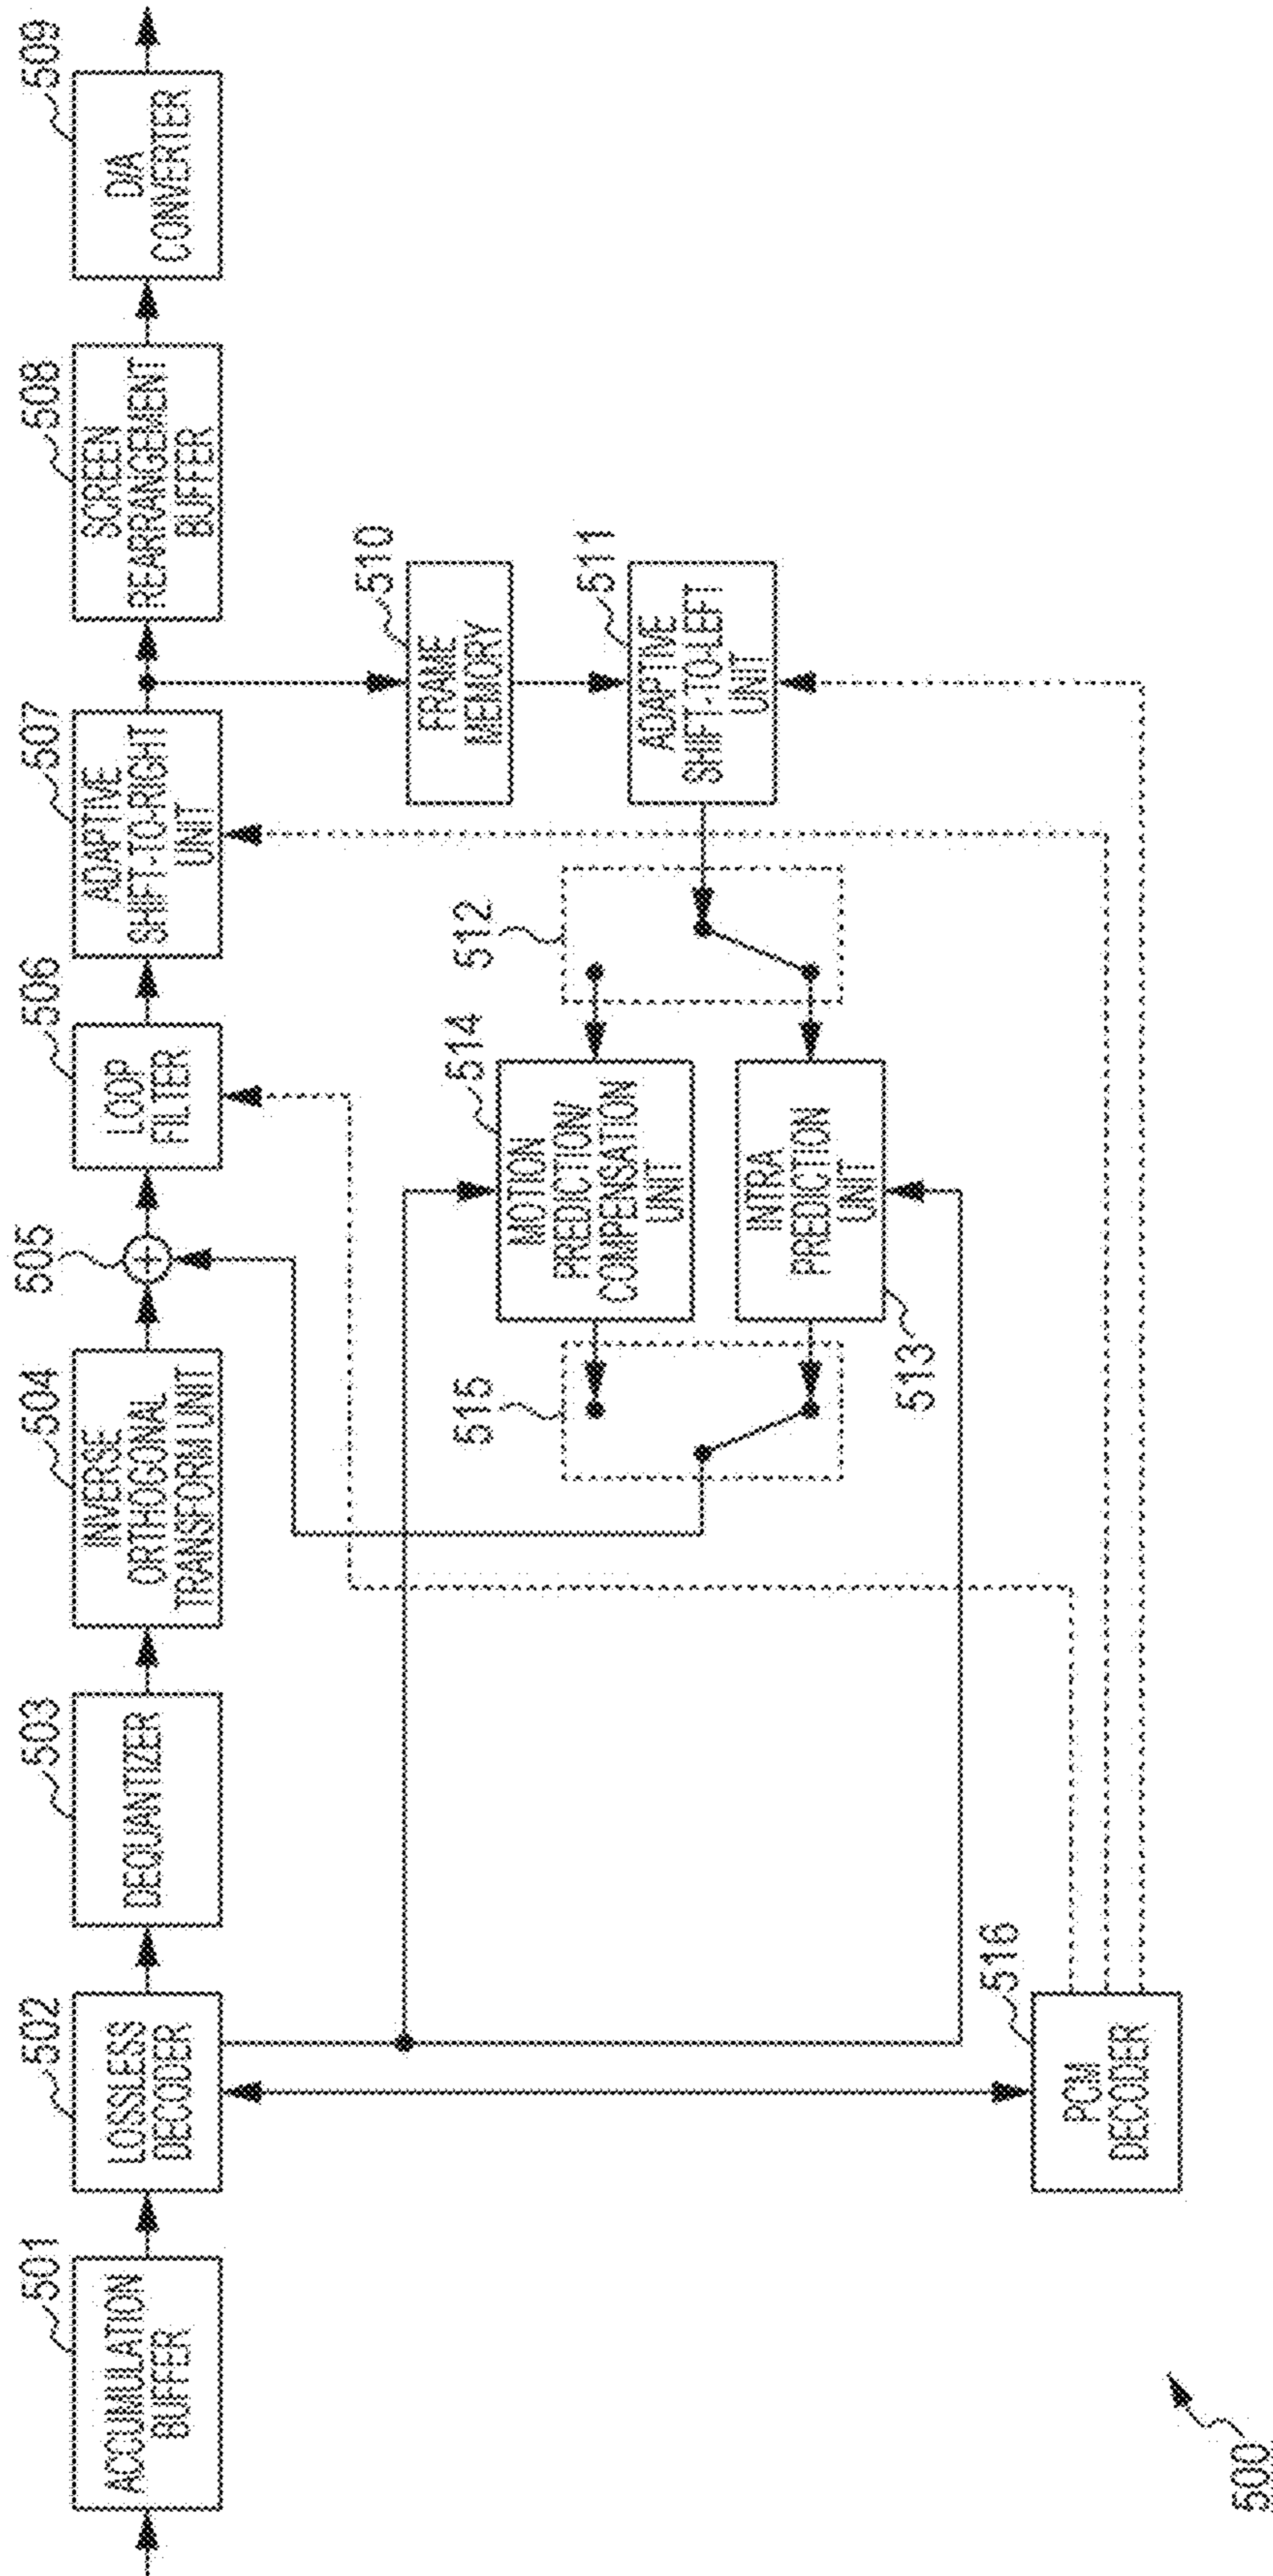 501
ACCUMULATION
BUFFER
502
LOSSLESS
DECODER
503
DEQUANTIZER
504
INVERSE
ORTHOGONAL
TRANSFORM UNIT
505
506
LOOP
FILTER
507
ADAPTIVE
SHIFT-TO-RIGHT
UNIT
508
SCREEN
REARRANGEMENT
BUFFER
509
D/A
CONVERTER
510
FRAME
MEMORY
511
ADAPTIVE
SHIFT-TO-LEFT
UNIT
512
514
MOTION
PREDICTION/
COMPENSATION
UNIT
515
INTRA
PREDICTION
UNIT
513
516
PCM
DECODER
500